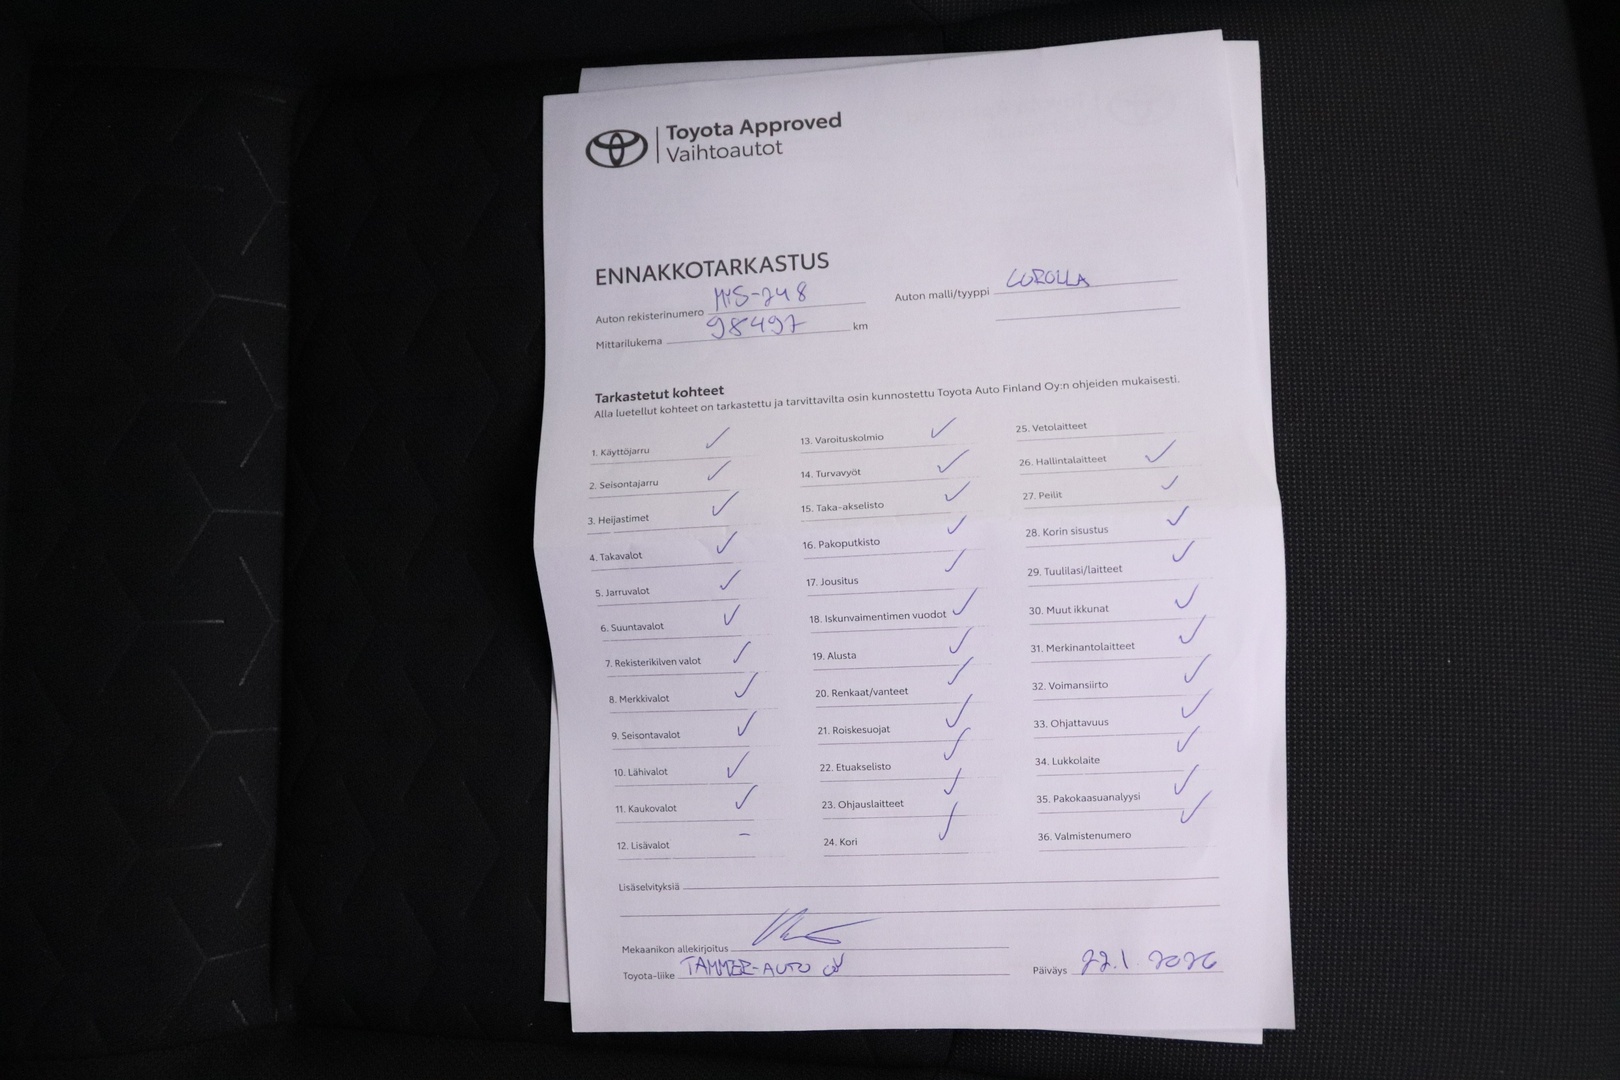 Toyota Approved
Vaihtoautot
ENNAKKOTARKASTUS
Auton rekisterinumero
Auton malli/tyyppi COROLLA
Mittarilukema 98497 km
Tarkastetut kohteet
Alla luetellut kohteet on tarkastettu ja tarvittavilta osin kunnostettu Toyota Auto Finland Oy:n ohjeiden mukaisesti.
1. Käyttöjarru ✓
2. Seisontajarru ✓
3. Heijastimet ✓
4. Takavalot ✓
5. Jarruvalot ✓
6. Suuntavalot ✓
7. Rekisterikilven valot ✓
8. Merkkivalot ✓
9. Seisontavalot ✓
10. Lähivalot ✓
11. Kaukovalot ✓
12. Lisävalot –
13. Varoituskolmio ✓
14. Turvavyöt ✓
15. Taka-akselisto ✓
16. Pakoputkisto ✓
17. Jousitus ✓
18. Iskunvaimentimen vuodot ✓
19. Alusta ✓
20. Renkaat/vanteet ✓
21. Roiskesuojat ✓
22. Etuakselisto ✓
23. Ohjauslaitteet ✓
24. Kori ✓
25. Vetolaitteet
26. Hallintalaitteet ✓
27. Peilit ✓
28. Korin sisustus ✓
29. Tuulilasi/laitteet ✓
30. Muut ikkunat ✓
31. Merkinantolaitteet ✓
32. Voimansiirto ✓
33. Ohjattavuus ✓
34. Lukkolaite ✓
35. Pakokaasuanalyysi ✓
36. Valmistenumero ✓
Lisäselvityksiä
Mekaanikon allekirjoitus
Toyota-liike TAMMER-AUTO OY
Päiväys 22.1.2026